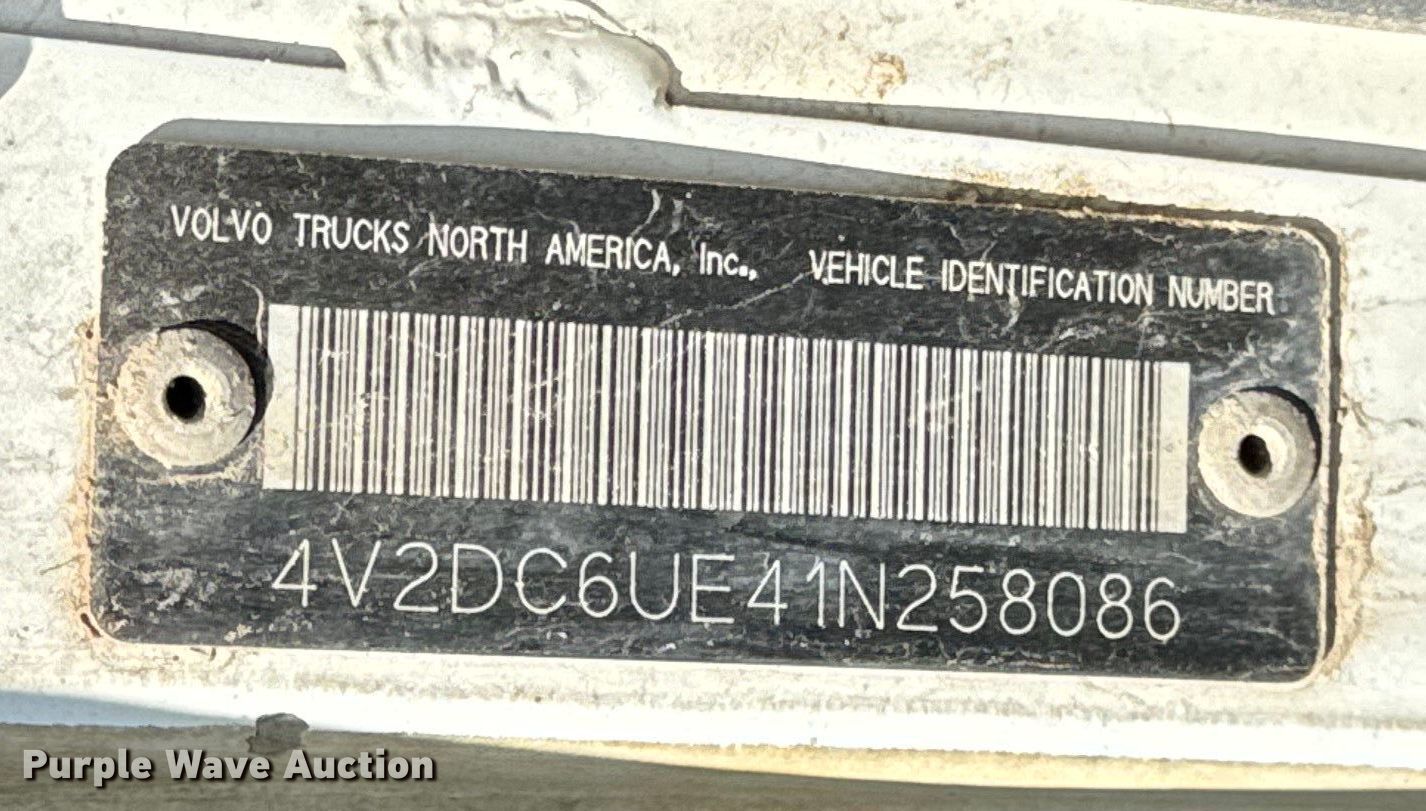 VOLVO TRUCKS NORTH AMERICA, Inc., VEHICLE IDENTIFICATION NUMBER
4V2DC6UE41N258086
Purple Wave Auction